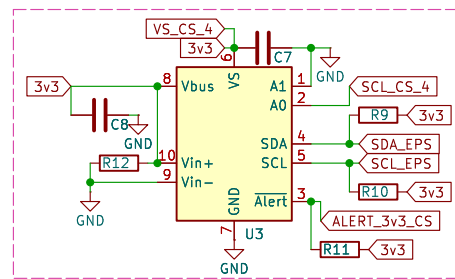 VS_CS_4
3v3
6
VS
C7
GND
3v3
8
Vbus
A1
1
A0
2
SCL_CS_4
C8
GND
R9
3v3
SDA
4
SDA_EPS
R12
10
Vin+
SCL
5
SCL_EPS
9
Vin-
R10
3v3
GND
GND
Alert
3
ALERT_3v3_CS
7
U3
R11
3v3
GND